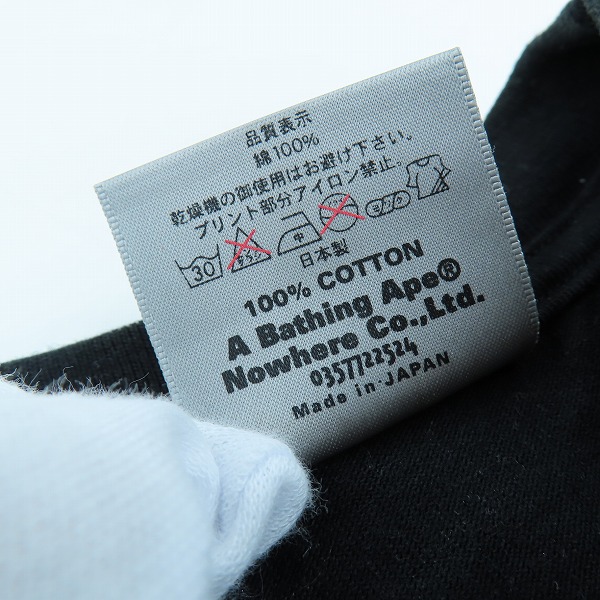 品質表示
綿100%
乾燥機の御使用はお避け下さい。
プリント部分アイロン禁止。
30 中
日本製
100% COTTON
A Bathing Ape®
Nowhere Co.,Ltd.
0357722524
Made in JAPAN